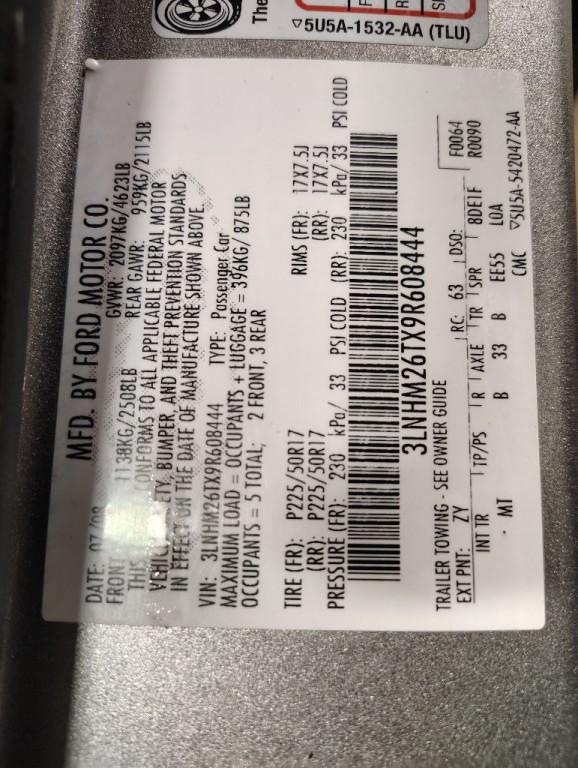 The
▽5U5A-1532-AA (TLU)
MFD. BY FORD MOTOR CO.
DATE: 07/08 GVWR: 2097KG/4623LB
FRONT 1138KG/2508LB REAR GAWR: 959KG/2115LB
THIS CONFORMS TO ALL APPLICABLE FEDERAL MOTOR
VEHIC ETY, BUMPER, AND THEFT PREVENTION STANDARDS
IN EFFECT ON THE DATE OF MANUFACTURE SHOWN ABOVE.
VIN: 3LNHM26TX9R608444 TYPE: Passenger Car
MAXIMUM LOAD = OCCUPANTS + LUGGAGE = 396KG/ 875LB
OCCUPANTS = 5 TOTAL; 2 FRONT, 3 REAR
TIRE (FR): P225/50R17 RIMS (FR): 17X7.5J
(RR): P225/50R17 (RR): 17X7.5J
PRESSURE (FR): 230 kPa/ 33 PSI COLD (RR): 230 kPa/ 33 PSI COLD
3LNHM26TX9R608444
TRAILER TOWING - SEE OWNER GUIDE
F0064
EXT PNT: ZY RC: 63 DSO: R0090
INT TR TP/PS R AXLE TR SPR 8DE1F
- MT B 33 B EE55 L0A
CMC ▽5U5A-5420472-AA